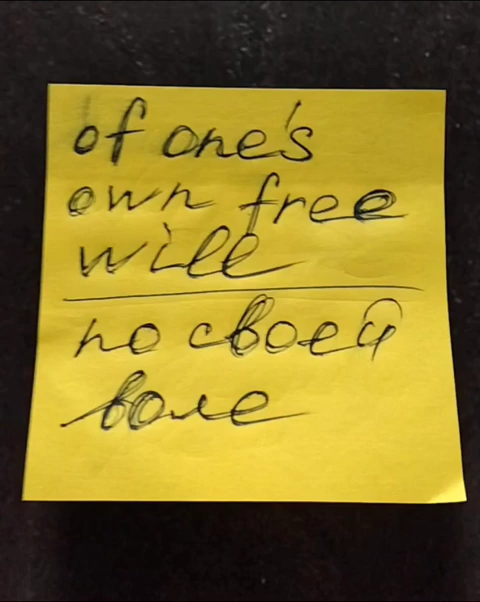 of one's
own free
will
по своей
воле